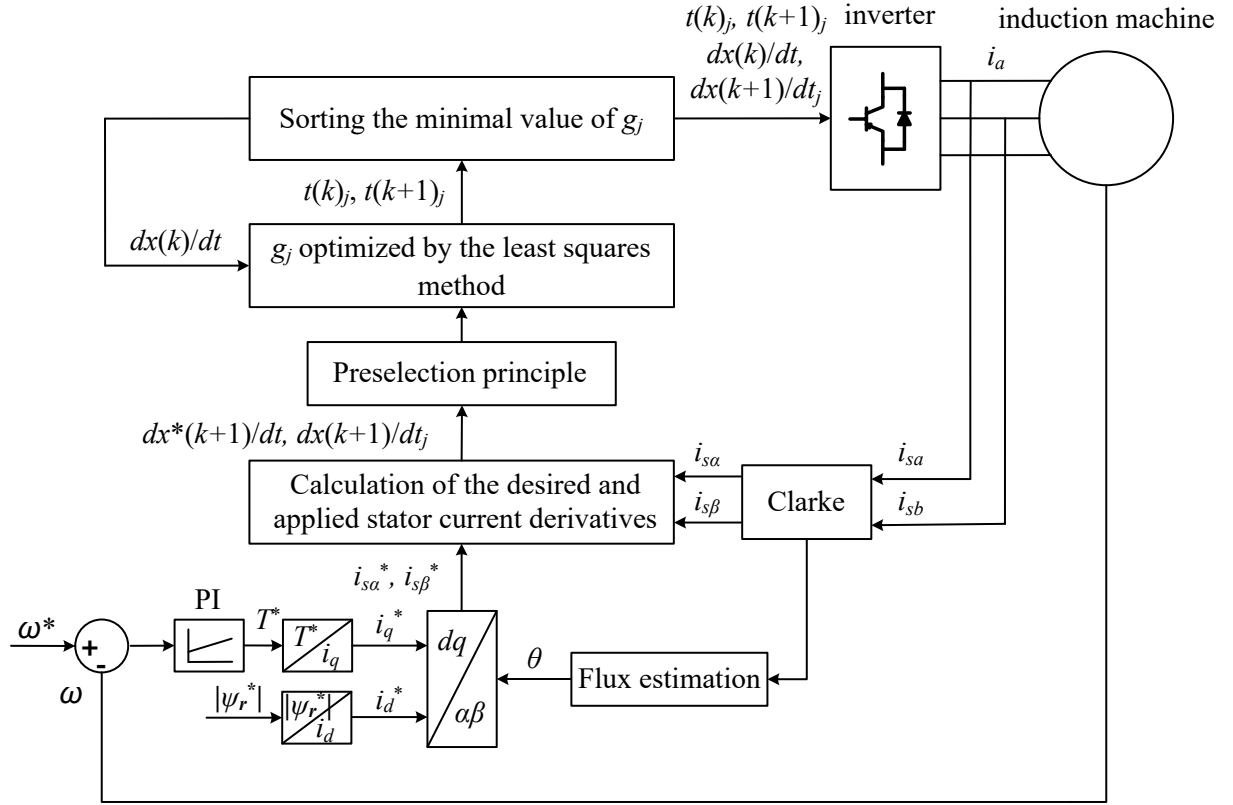 t(k)j, t(k+1)j
inverter
induction machine
dx(k)/dt,
dx(k+1)/dtj
ia
Sorting the minimal value of gj
t(k)j, t(k+1)j
dx(k)/dt
gj optimized by the least squares
method
Preselection principle
dx*(k+1)/dt, dx(k+1)/dtj
Calculation of the desired and
applied stator current derivatives
isα
isβ
Clarke
isa
isb
isα*, isβ*
PI
ω*
+
-
ω
T*
T*
iq
iq*
|ψr*|
|ψr*|
id
id*
dq
αβ
θ
Flux estimation